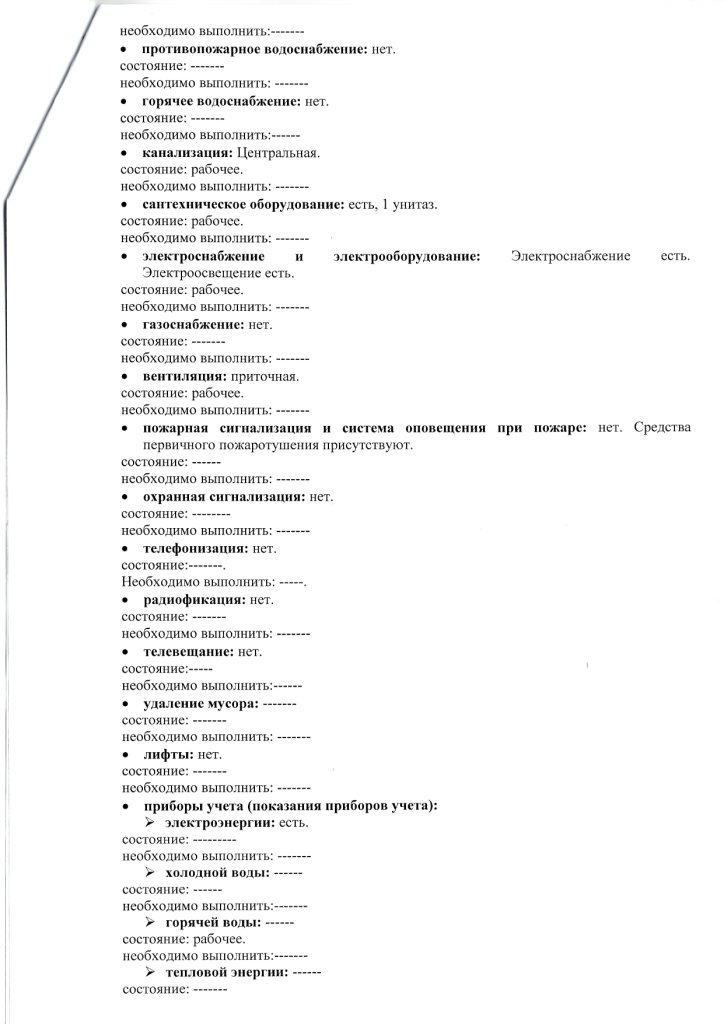 необходимо выполнить:-------
• противопожарное водоснабжение: нет.
состояние: -------
необходимо выполнить: -------
• горячее водоснабжение: нет.
состояние: -------
необходимо выполнить:------
• канализация: Центральная.
состояние: рабочее.
необходимо выполнить: -------
• сантехническое оборудование: есть, 1 унитаз.
состояние: рабочее.
необходимо выполнить: -------
• электроснабжение и электрооборудование: Электроснабжение есть.
Электроосвещение есть.
состояние: рабочее.
необходимо выполнить: -------
• газоснабжение: нет.
состояние: -------
необходимо выполнить: -------
• вентиляция: приточная.
состояние: рабочее.
необходимо выполнить: -------
• пожарная сигнализация и система оповещения при пожаре: нет. Средства
первичного пожаротушения присутствуют.
состояние: ------
необходимо выполнить: -------
• охранная сигнализация: нет.
состояние: --------
необходимо выполнить: -------
• телефонизация: нет.
состояние:-------.
Необходимо выполнить: -----.
• радиофикация: нет.
состояние: -------
необходимо выполнить: -------
• телевещание: нет.
состояние:-----
необходимо выполнить:------
• удаление мусора: -------
состояние: -------
необходимо выполнить: -------
• лифты: нет.
состояние: -------
необходимо выполнить: -------
• приборы учета (показания приборов учета):
➢ электроэнергии: есть.
состояние: ---------
необходимо выполнить: -------
➢ холодной воды: ------
состояние: ------
необходимо выполнить:-------
➢ горячей воды: ------
состояние: рабочее.
необходимо выполнить:-------
➢ тепловой энергии: ------
состояние: -------